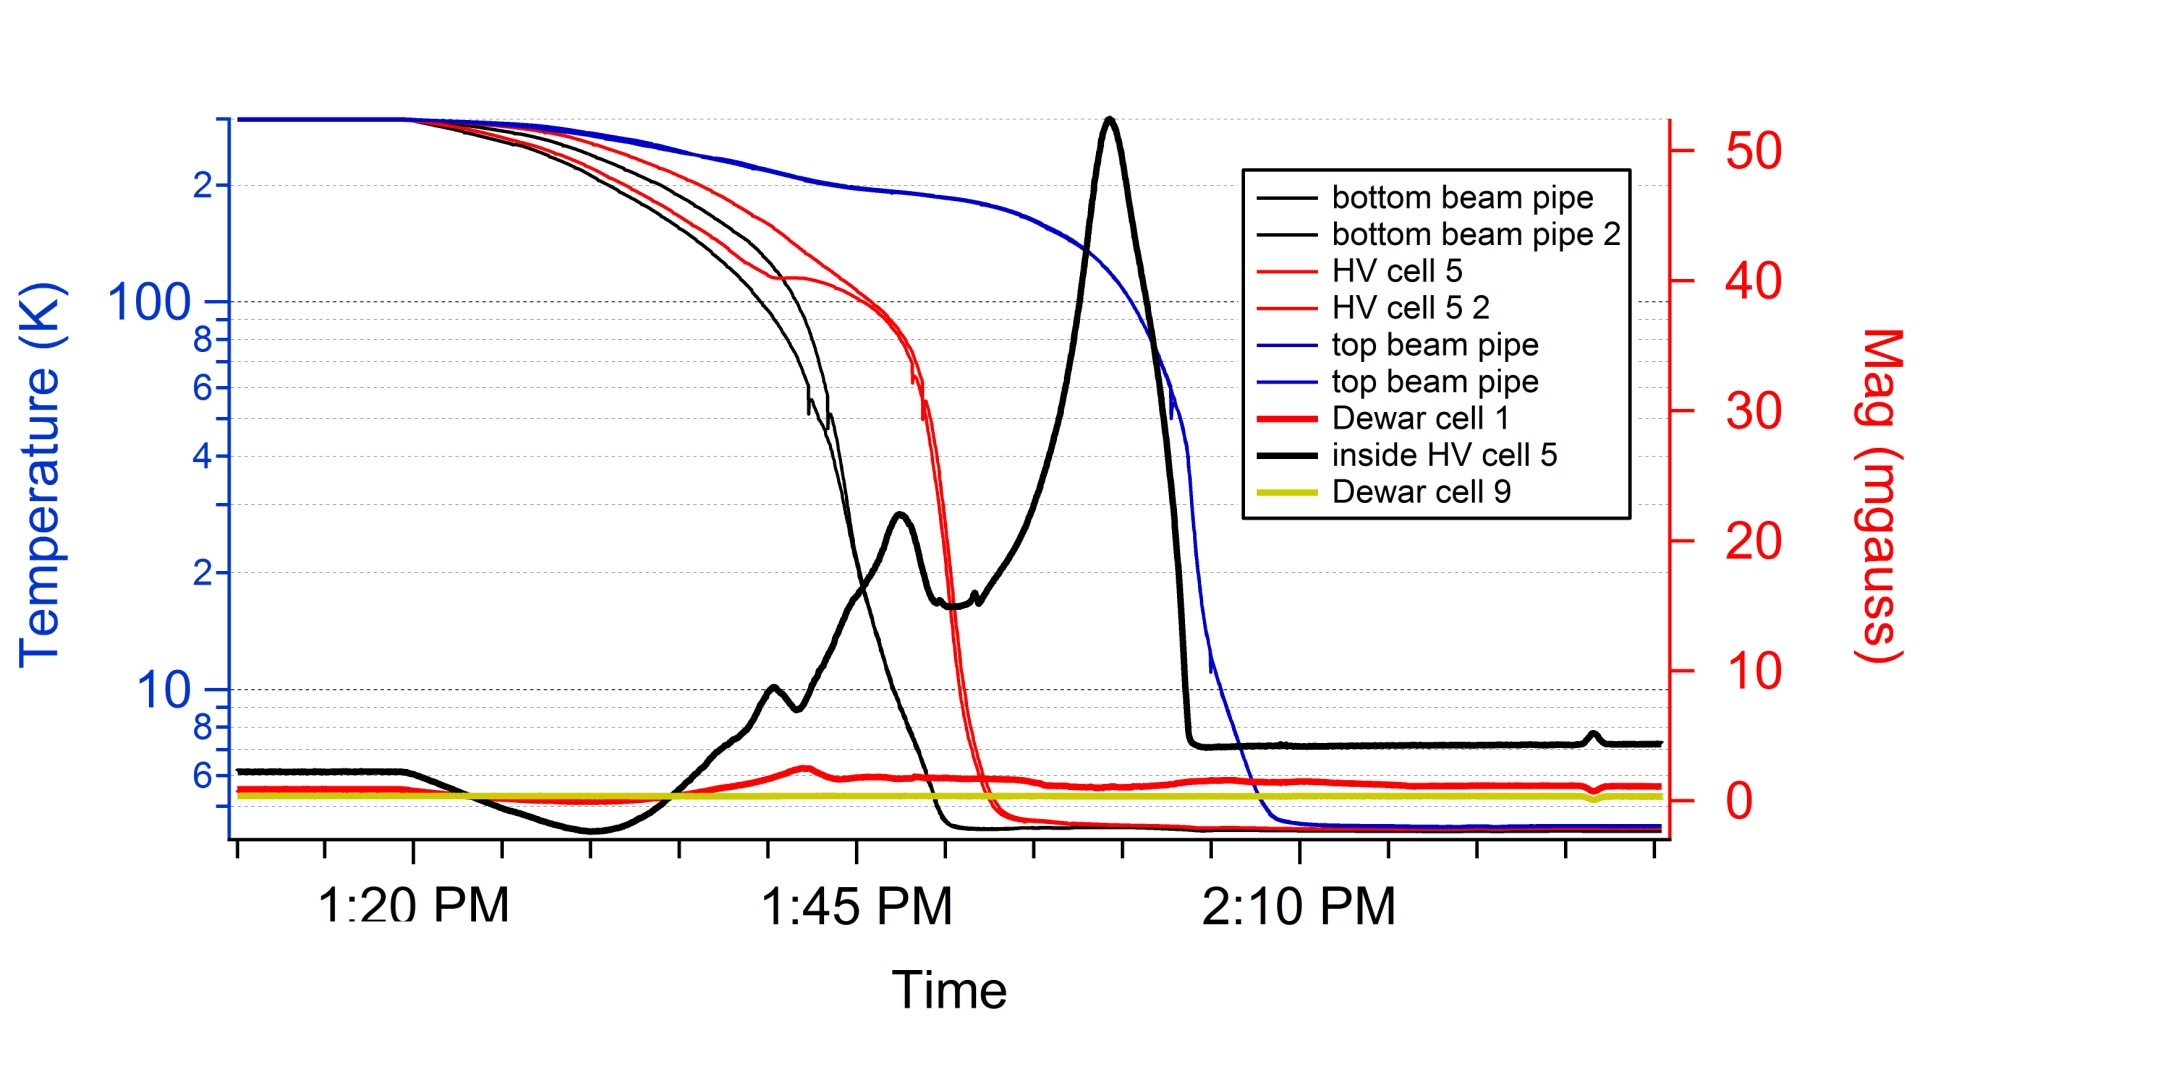 Temperature (K)
2
100
8
6
4
2
10
8
6
50
40
30
20
10
0
Mag (mgauss)
bottom beam pipe
bottom beam pipe 2
HV cell 5
HV cell 5 2
top beam pipe
top beam pipe
Dewar cell 1
inside HV cell 5
Dewar cell 9
1:20 PM 1:45 PM 2:10 PM
Time